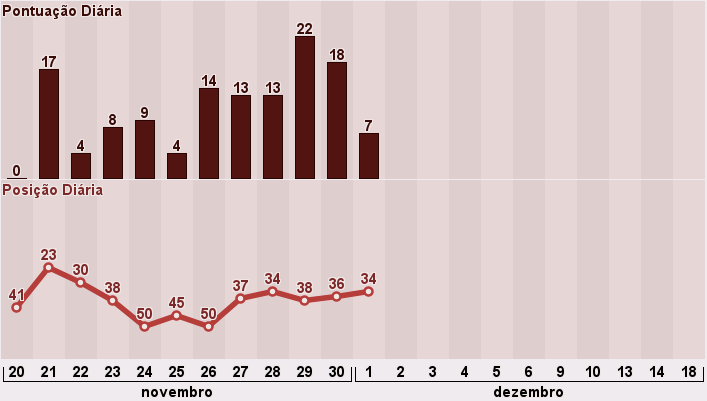 Pontuação Diária
0 17 4 8 9 4 14 13 13 22 18 7
Posição Diária
41 23 30 38 50 45 50 37 34 38 36 34
20 21 22 23 24 25 26 27 28 29 30 1 2 3 4 5 6 9 10 13 14 18
novembro dezembro